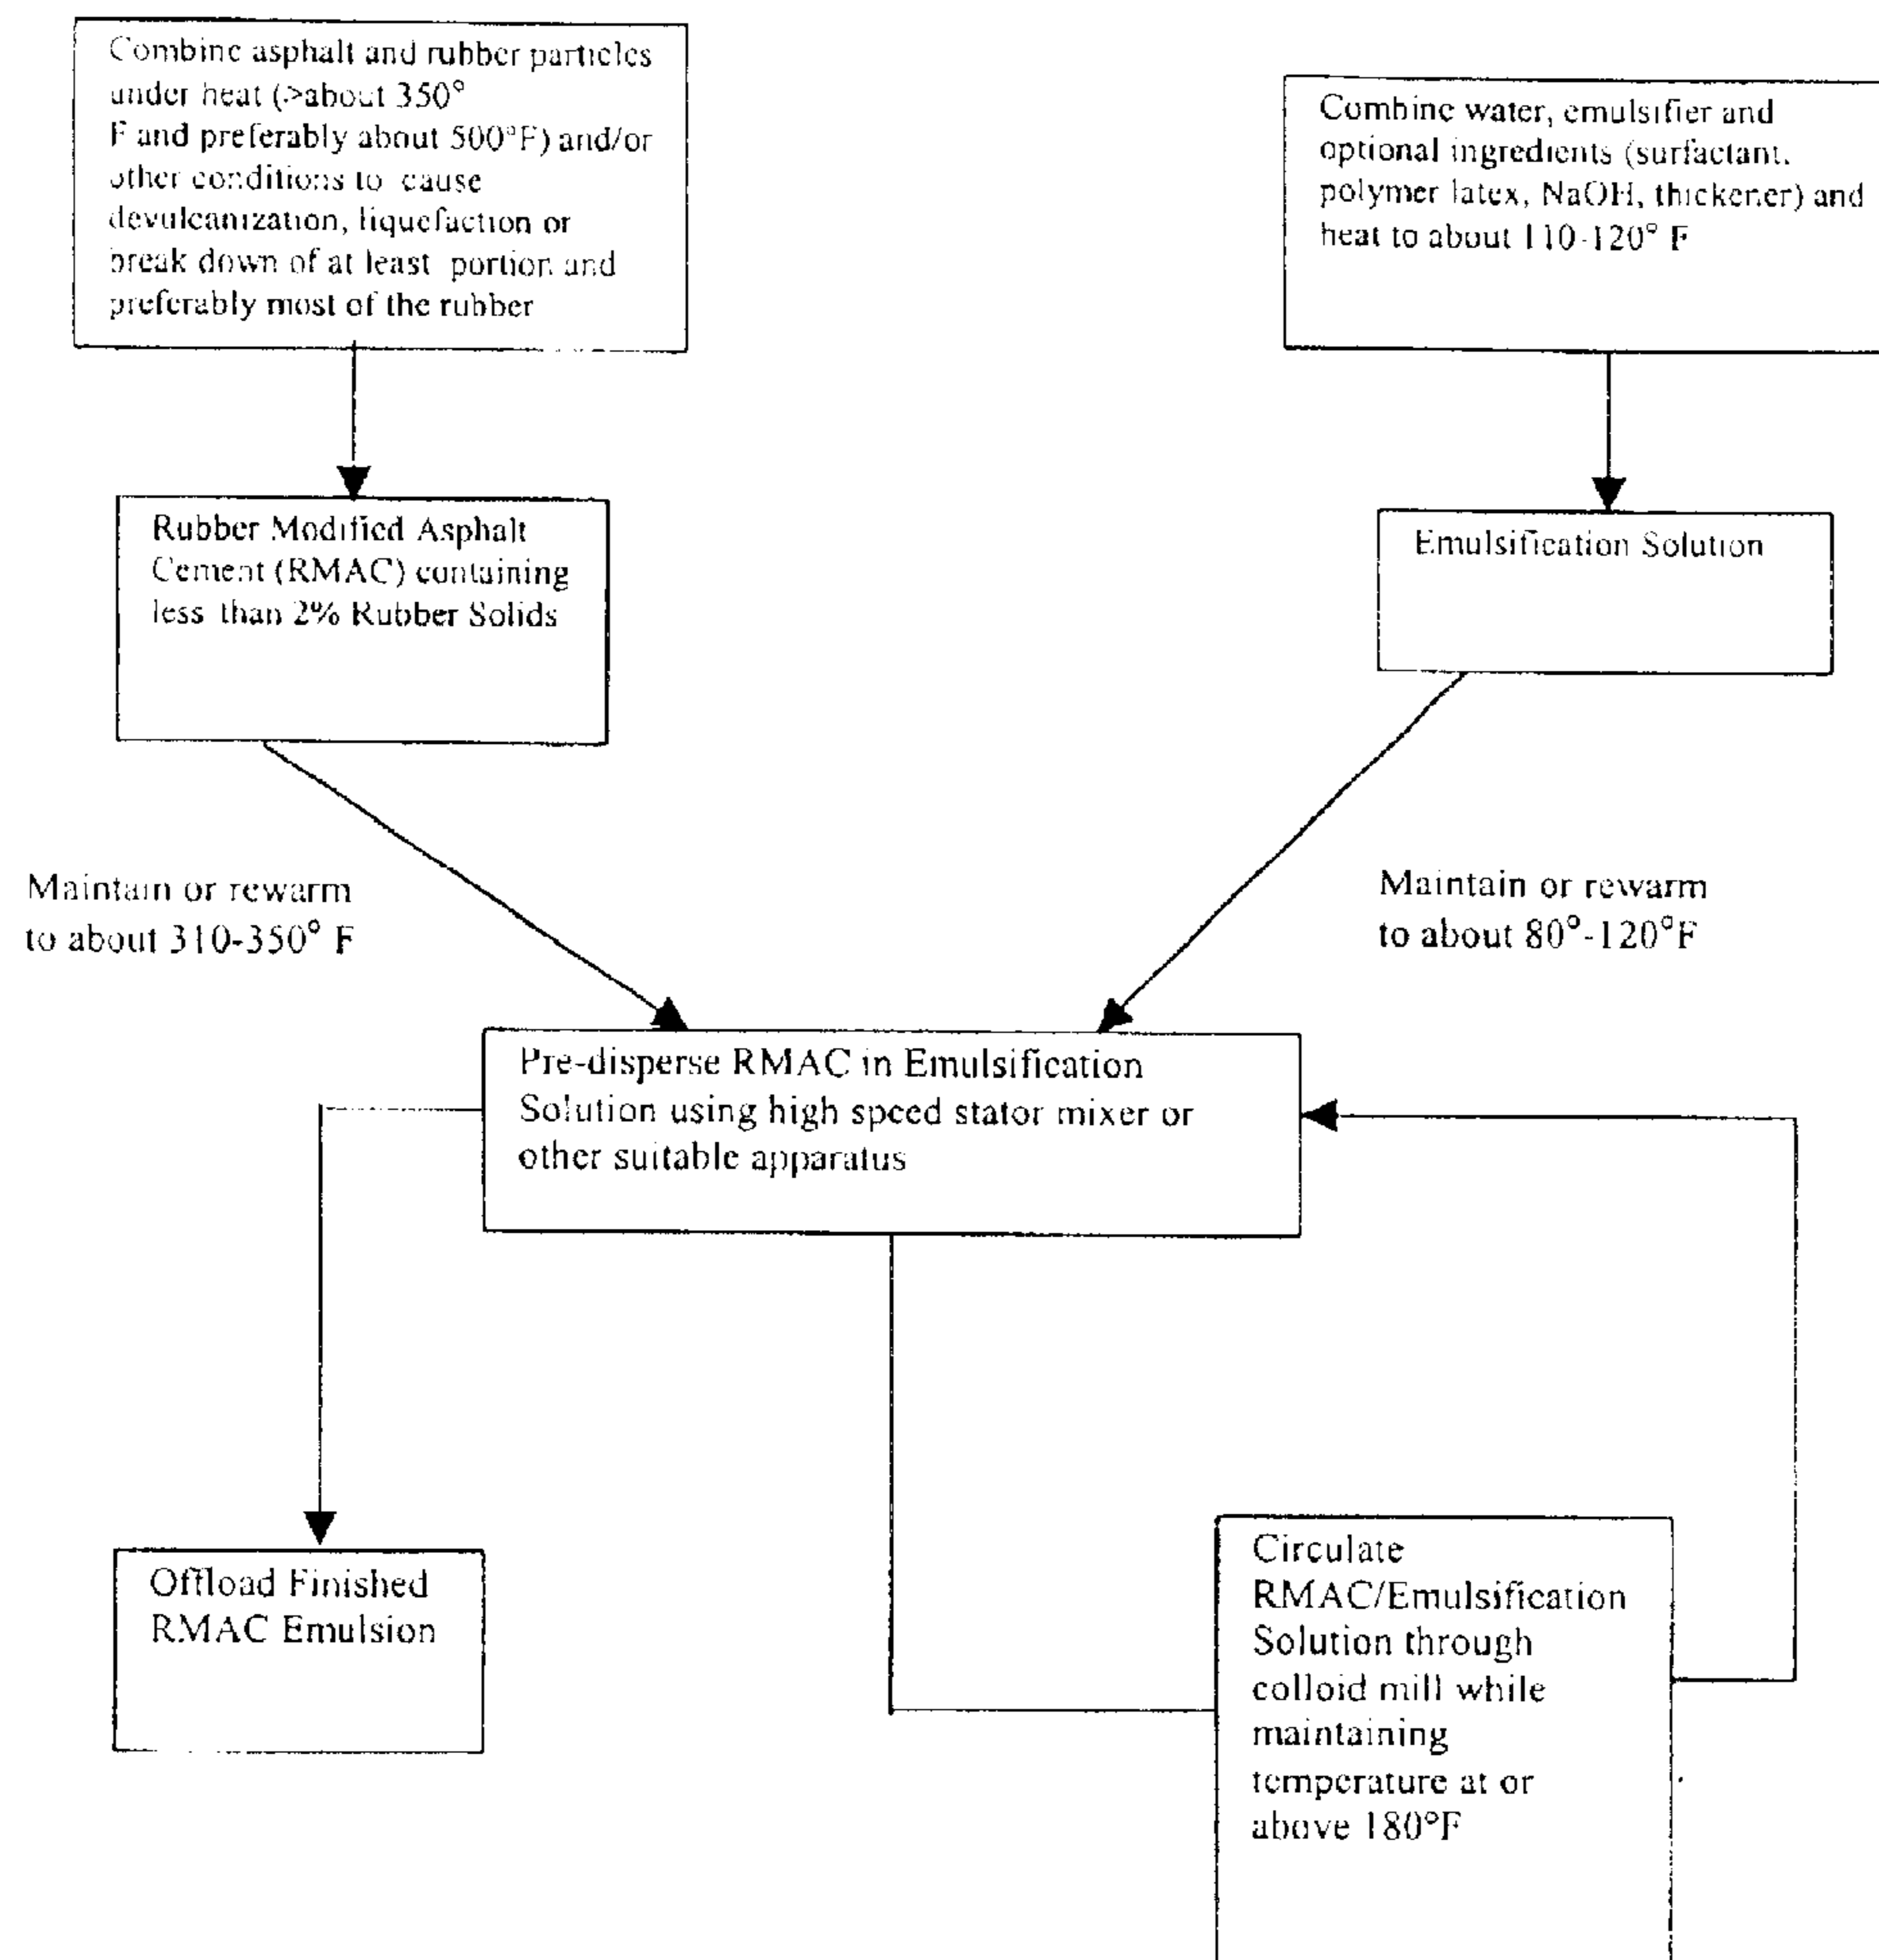 Combine asphalt and rubber particles
under heat (>about 350°
F and preferably about 500°F) and/or
other conditions to cause
devulcanization, liquefaction or
break down of at least portion and
preferably most of the rubber
Combine water, emulsifier and
optional ingredients (surfactant,
polymer latex, NaOH, thickener) and
heat to about 110-120° F
Rubber Modified Asphalt
Cement (RMAC) containing
less than 2% Rubber Solids
Emulsification Solution
Maintain or rewarm
to about 310-350° F
Maintain or rewarm
to about 80°-120°F
Pre-disperse RMAC in Emulsification
Solution using high speed stator mixer or
other suitable apparatus
Offload Finished
RMAC Emulsion
Circulate
RMAC/Emulsification
Solution through
colloid mill while
maintaining
temperature at or
above 180°F